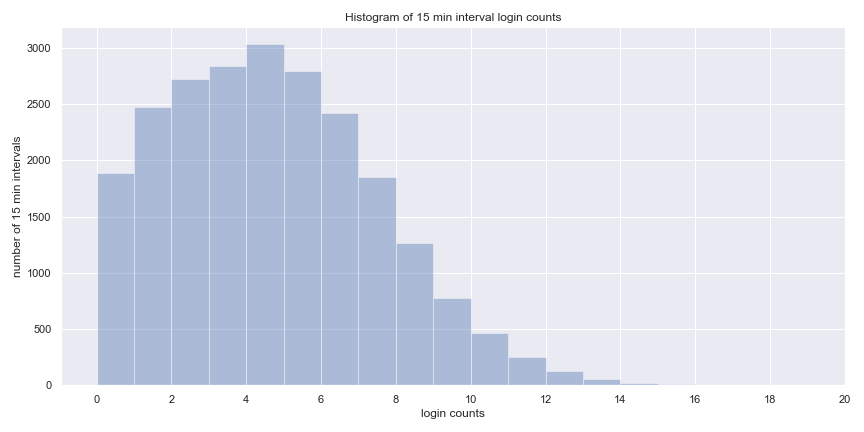 Histogram of 15 min interval login counts
number of 15 min intervals
3000
2500
2000
1500
1000
500
0
0 2 4 6 8 10 12 14 16 18 20
login counts